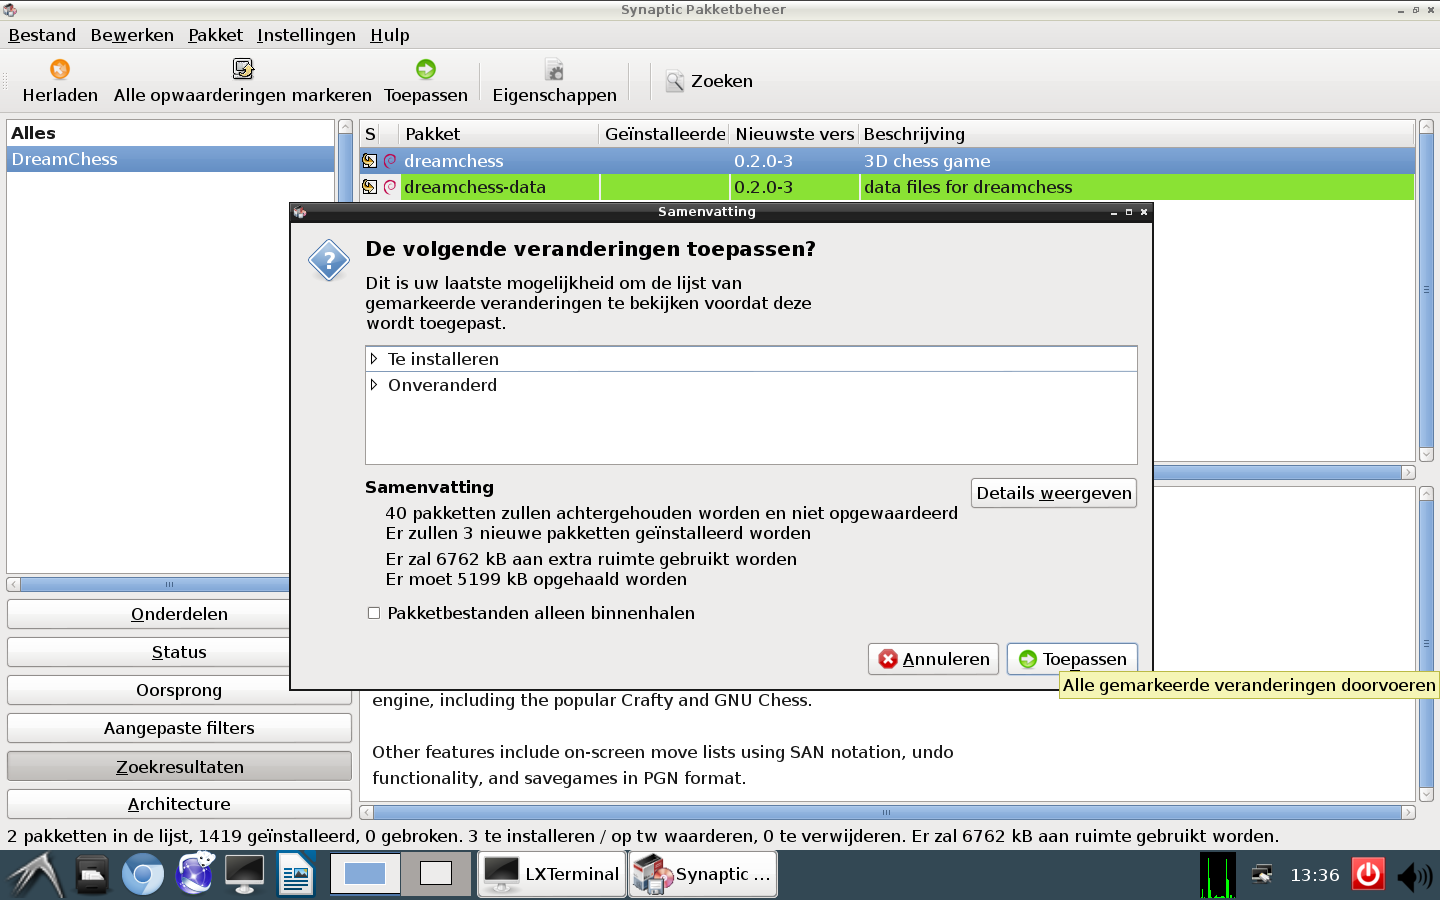 Synaptic Pakketbeheer
Bestand Bewerken Pakket Instellingen Hulp
Herladen Alle opwaarderingen markeren Toepassen Eigenschappen Zoeken
Alles
DreamChess
S Pakket Geïnstalleerde Nieuwste vers Beschrijving
dreamchess 0.2.0-3 3D chess game
dreamchess-data 0.2.0-3 data files for dreamchess
Samenvatting
De volgende veranderingen toepassen?
Dit is uw laatste mogelijkheid om de lijst van
gemarkeerde veranderingen te bekijken voordat deze
wordt toegepast.
Te installeren
Onveranderd
Samenvatting
Details weergeven
40 pakketten zullen achtergehouden worden en niet opgewaardeerd
Er zullen 3 nieuwe pakketten geïnstalleerd worden
Er zal 6762 kB aan extra ruimte gebruikt worden
Er moet 5199 kB opgehaald worden
Pakketbestanden alleen binnenhalen
Annuleren Toepassen
Alle gemarkeerde veranderingen doorvoeren
Onderdelen
Status
Oorsprong
Aangepaste filters
Zoekresultaten
Architecture
engine, including the popular Crafty and GNU Chess.
Other features include on-screen move lists using SAN notation, undo
functionality, and savegames in PGN format.
2 pakketten in de lijst, 1419 geïnstalleerd, 0 gebroken. 3 te installeren / op tw waarderen, 0 te verwijderen. Er zal 6762 kB aan ruimte gebruikt worden.
LXTerminal Synaptic ... 13:36